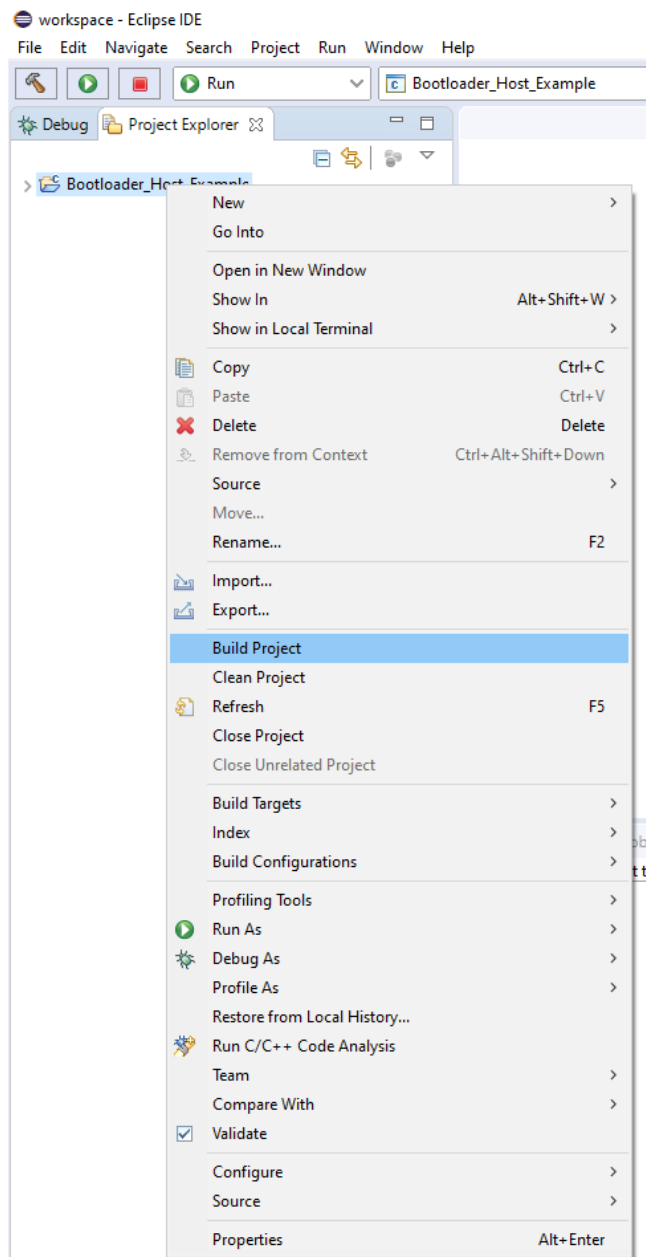 workspace - Eclipse IDE
File Edit Navigate Search Project Run Window Help
Run Bootloader_Host_Example
Debug Project Explorer
Bootloader_Host_Example
New
Go Into
Open in New Window
Show In Alt+Shift+W
Show in Local Terminal
Copy Ctrl+C
Paste Ctrl+V
Delete Delete
Remove from Context Ctrl+Alt+Shift+Down
Source
Move...
Rename... F2
Import...
Export...
Build Project
Clean Project
Refresh F5
Close Project
Close Unrelated Project
Build Targets
Index
Build Configurations
Profiling Tools
Run As
Debug As
Profile As
Restore from Local History...
Run C/C++ Code Analysis
Team
Compare With
Validate
Configure
Source
Properties Alt+Enter